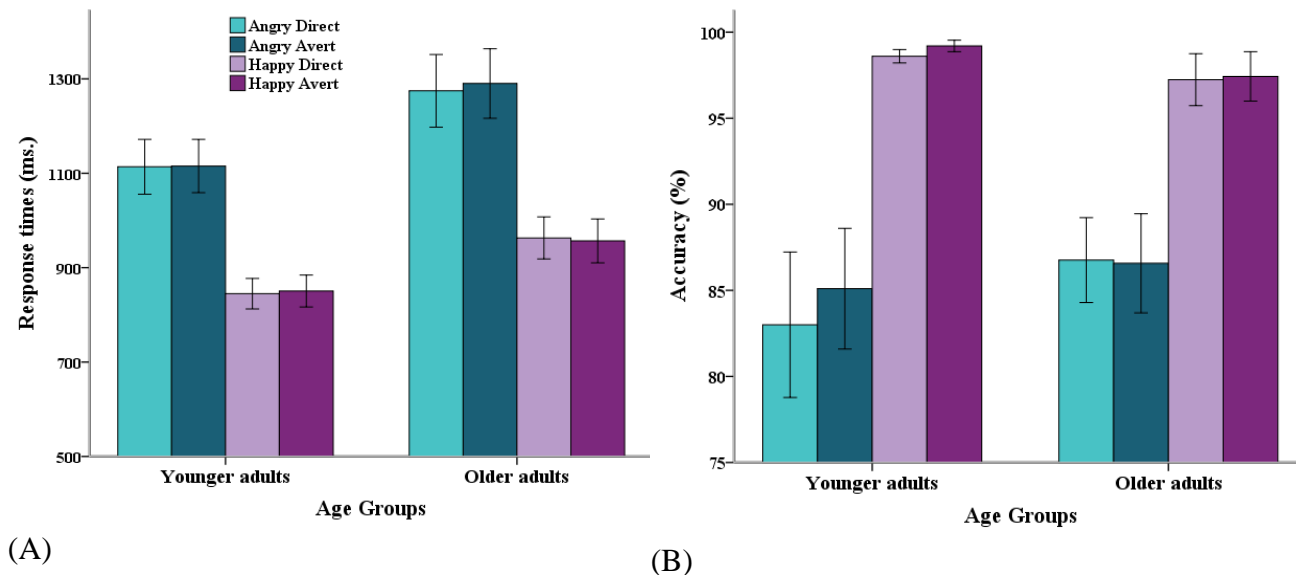 Angry Direct
Angry Avert
Happy Direct
Happy Avert
Response times (ms.)
1300
1100
900
700
500
Younger adults
Older adults
Age Groups
(A)
Accuracy (%)
100
95
90
85
80
75
Younger adults
Older adults
Age Groups
(B)